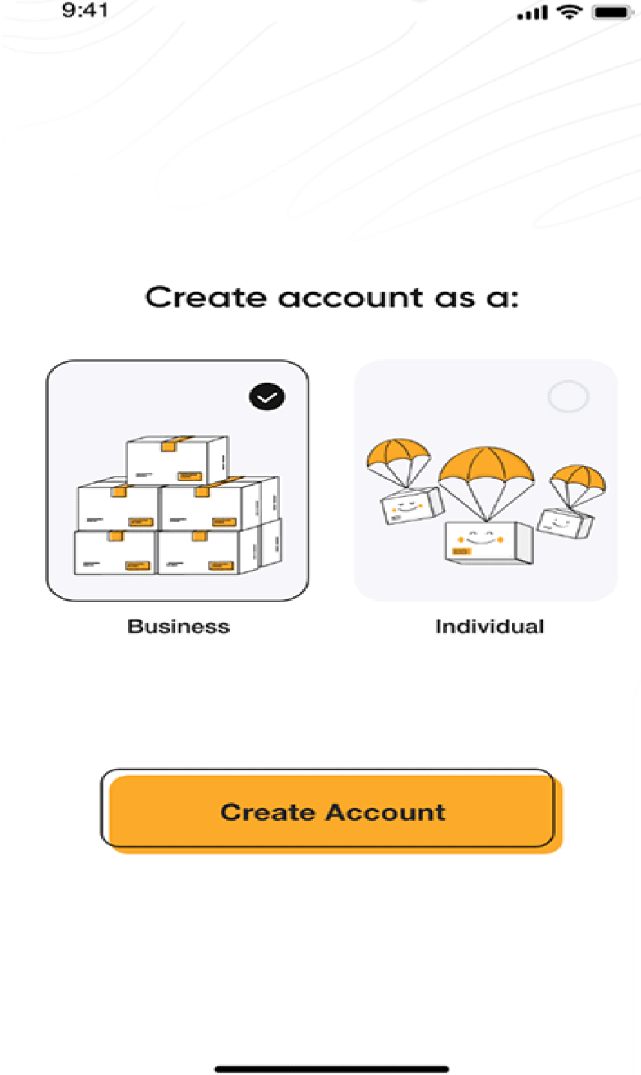 9:41
Create account as a:
Business
Individual
Create Account